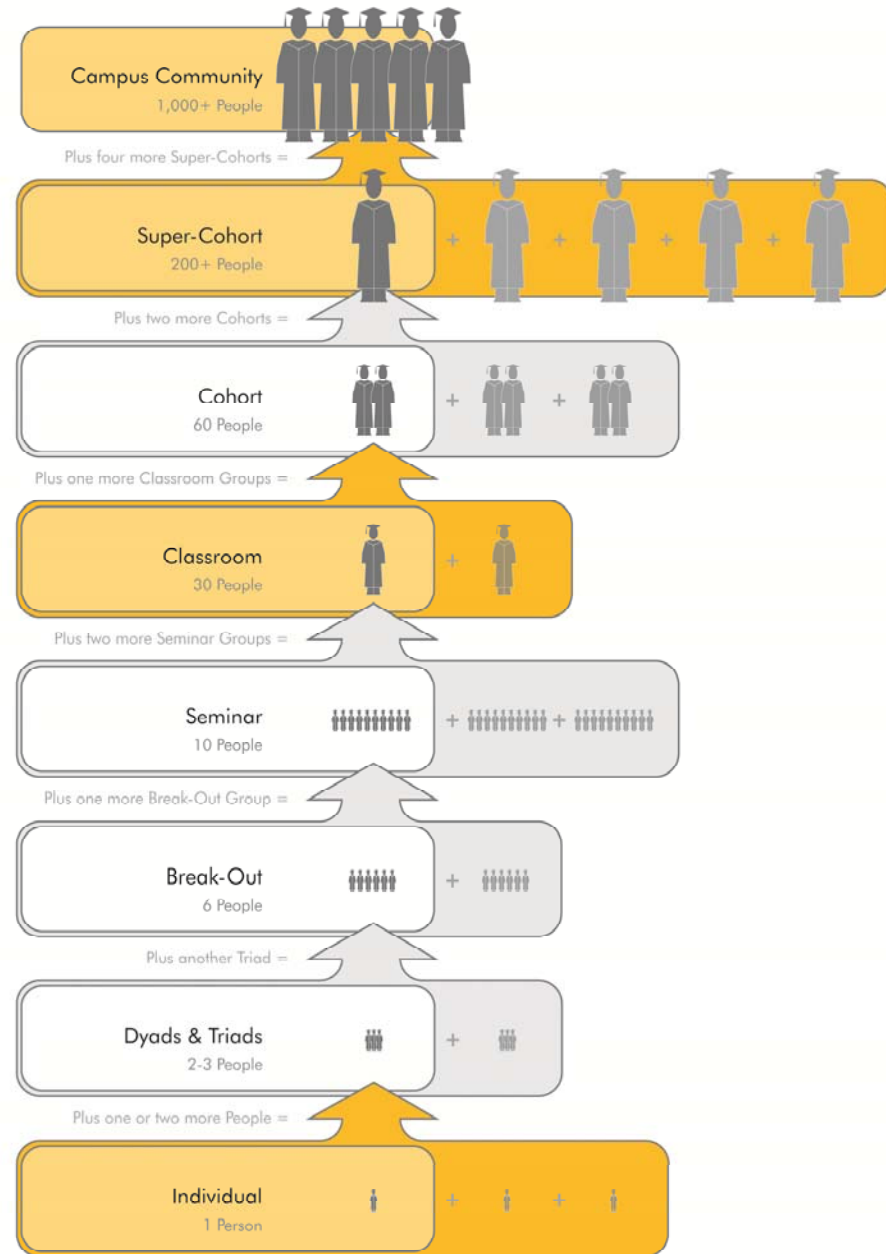 Campus Community
1,000+ People
Plus four more Super-Cohorts =
Super-Cohort
200+ People
+ + + +
Plus two more Cohorts =
Cohort
60 People
+ +
Plus one more Classroom Groups =
Classroom
30 People
+
Plus two more Seminar Groups =
Seminar
10 People
+ +
Plus one more Break-Out Group =
Break-Out
6 People
+
Plus another Triad =
Dyads & Triads
2-3 People
+
Plus one or two more People =
Individual
1 Person
+ +